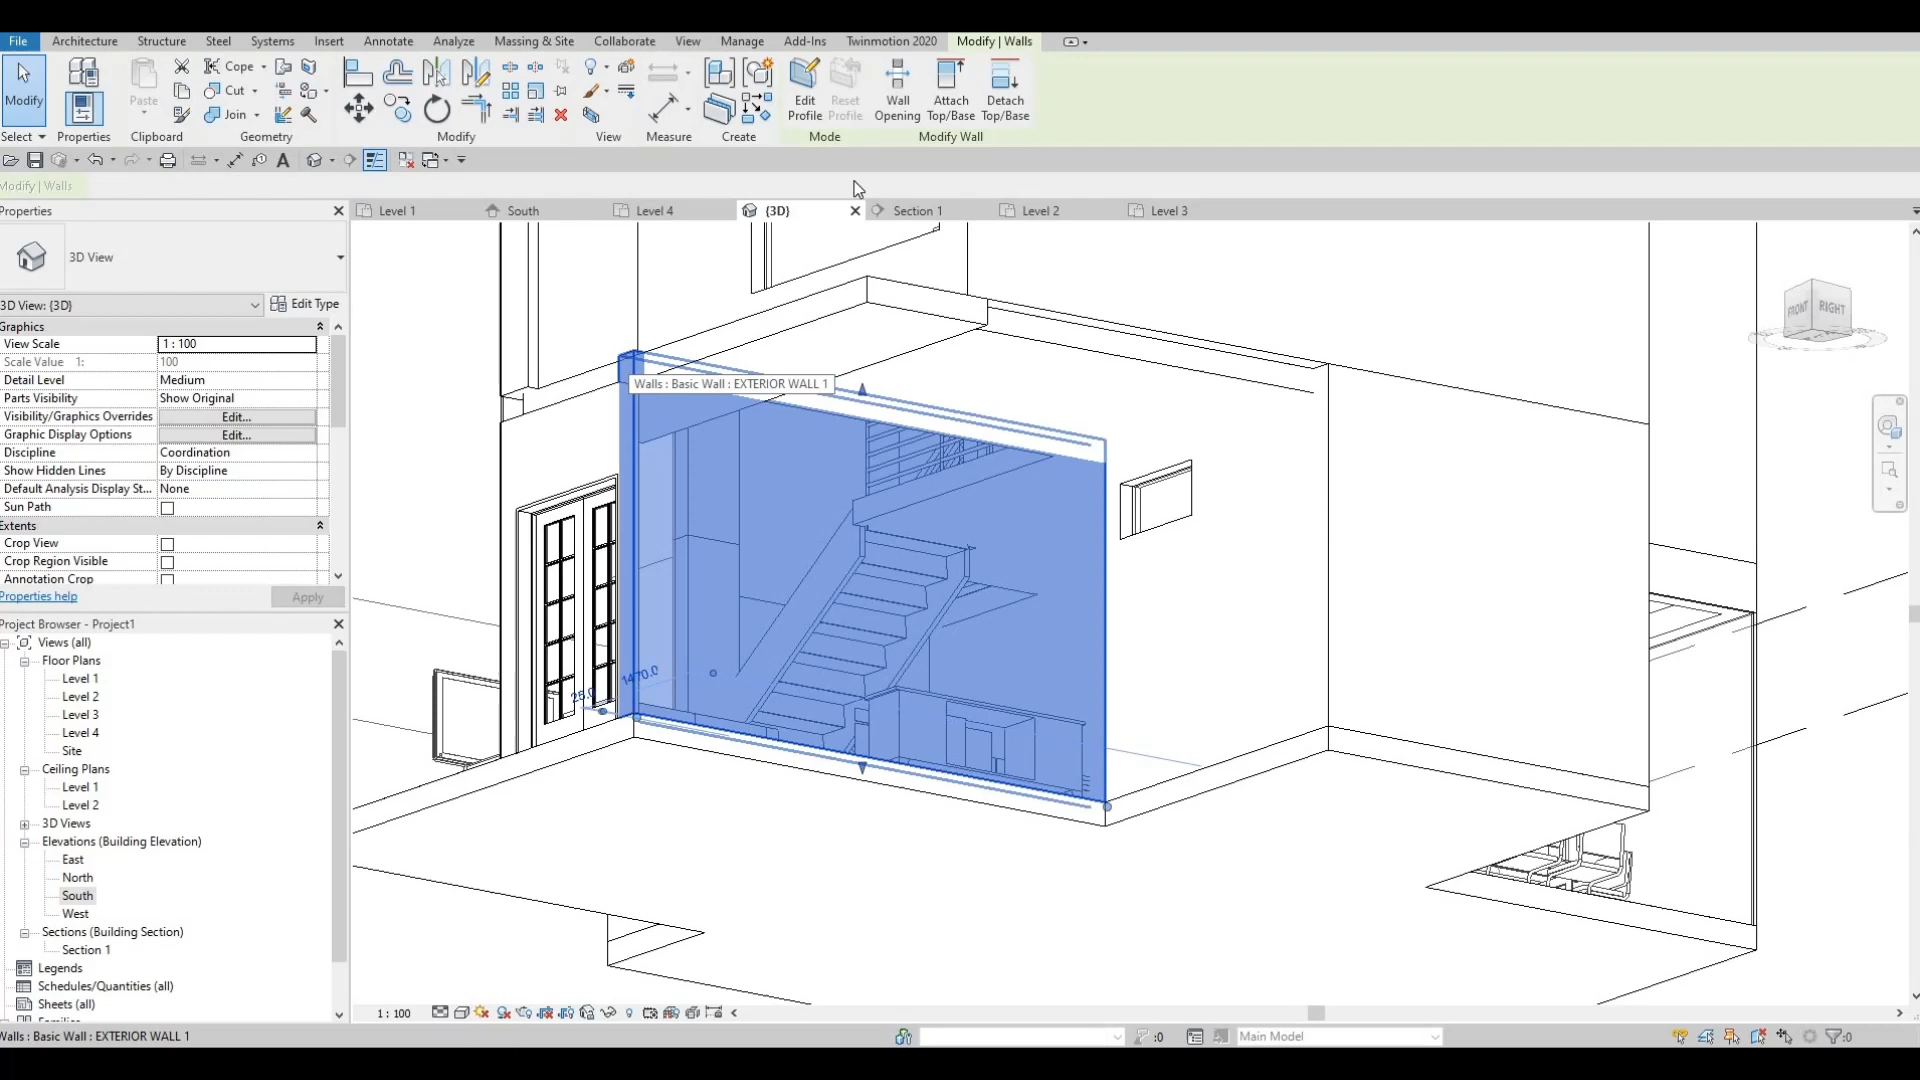 File Architecture Structure Steel Systems Insert Annotate Analyze Massing & Site Collaborate View Manage Add-Ins Twinmotion 2020 Modify | Walls
Modify
Paste
Cope
Cut
Join
Edit Profile
Reset Profile
Wall Opening
Attach Top/Base
Detach Top/Base
Select Properties Clipboard Geometry Modify View Measure Create Mode Modify Wall
Modify | Walls
Properties
Level 1 South Level 4 {3D} Section 1 Level 2 Level 3
3D View
3D View: {3D} Edit Type
Graphics
View Scale 1 : 100
Scale Value 1: 100
Detail Level Medium
Parts Visibility Show Original
Visibility/Graphics Overrides Edit...
Graphic Display Options Edit...
Discipline Coordination
Show Hidden Lines By Discipline
Default Analysis Display St... None
Sun Path
Extents
Crop View
Crop Region Visible
Annotation Crop
Properties help Apply
Project Browser - Project1
Views (all)
Floor Plans
Level 1
Level 2
Level 3
Level 4
Site
Ceiling Plans
Level 1
Level 2
3D Views
Elevations (Building Elevation)
East
North
South
West
Sections (Building Section)
Section 1
Legends
Schedules/Quantities (all)
Sheets (all)
Walls : Basic Wall : EXTERIOR WALL 1
25.0
1470.0
FRONT RIGHT
1 : 100
Walls : Basic Wall : EXTERIOR WALL 1 :0 Main Model :0